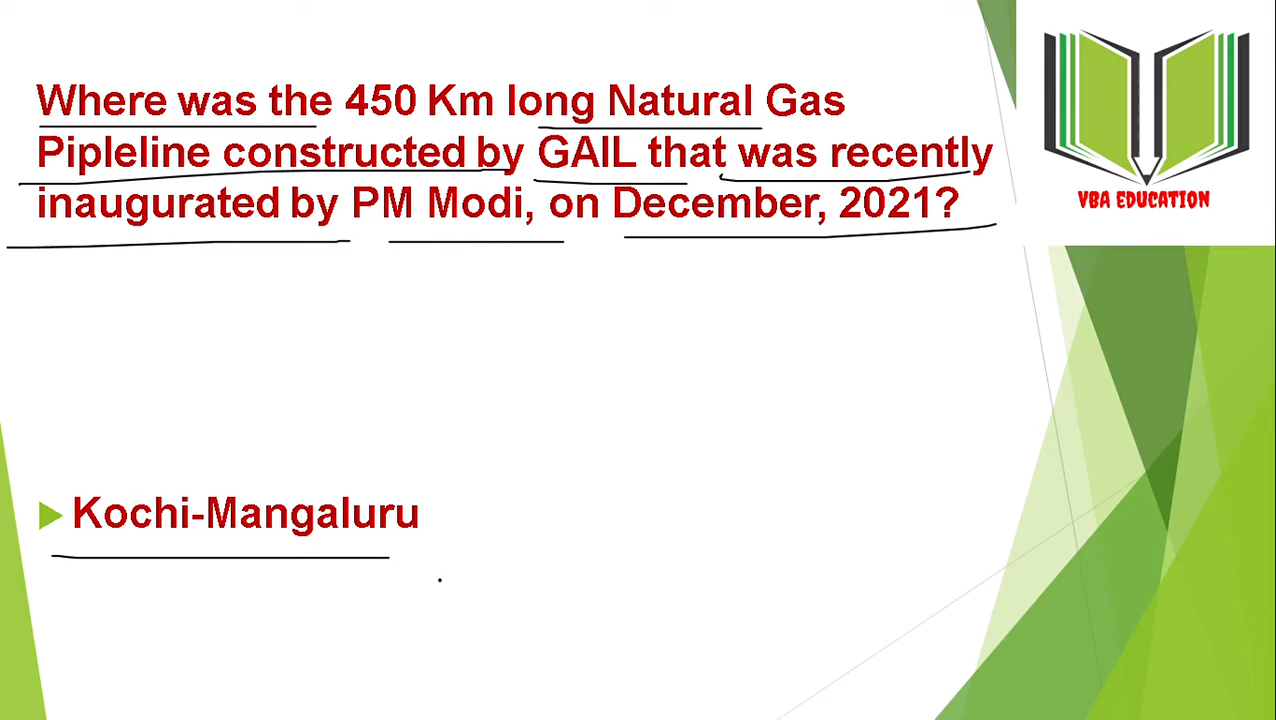 Where was the 450 Km long Natural Gas
Pipleline constructed by GAIL that was recently
inaugurated by PM Modi, on December, 2021?
VBA EDUCATION
Kochi-Mangaluru